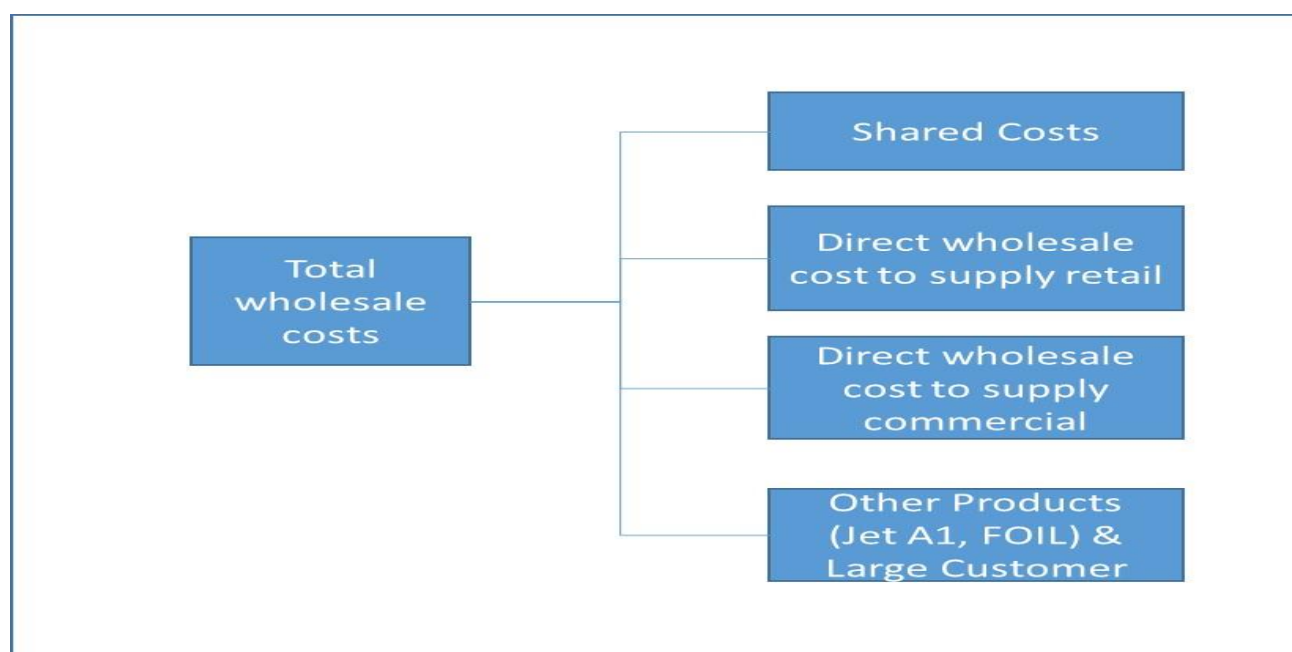 Total
wholesale
costs
Shared Costs
Direct wholesale
cost to supply retail
Direct wholesale
cost to supply
commercial
Other Products
(Jet A1, FOIL) &
Large Customer